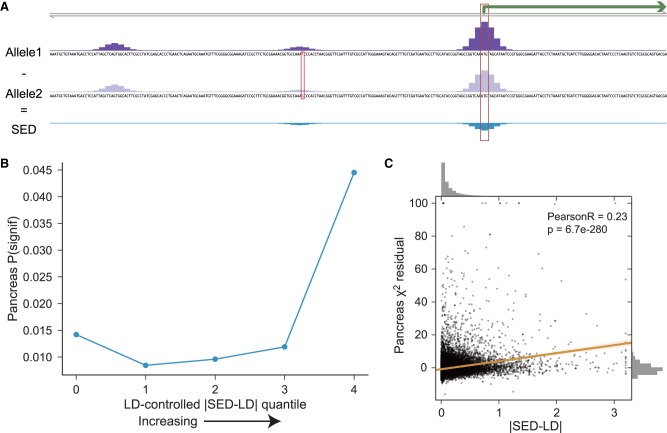 A
Allele1
-
Allele2
=
SED
B
Pancreas P(signif)
0.045
0.040
0.035
0.030
0.025
0.020
0.015
0.010
0 1 2 3 4
LD-controlled |SED-LD| quantile
Increasing
C
Pancreas χ² residual
100
80
60
40
20
0
PearsonR = 0.23
p = 6.7e-280
0 1 2 3
|SED-LD|